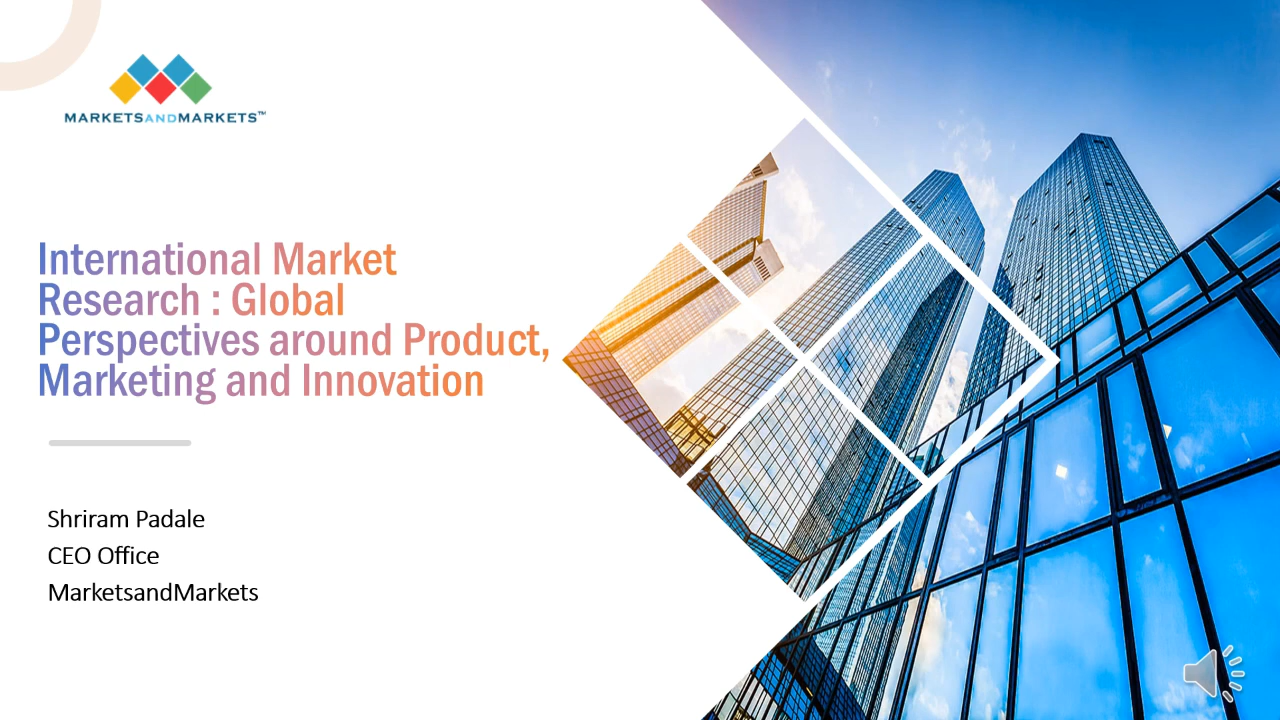 MARKETSANDMARKETS™
International Market
Research : Global
Perspectives around Product,
Marketing and Innovation
Shriram Padale
CEO Office
MarketsandMarkets